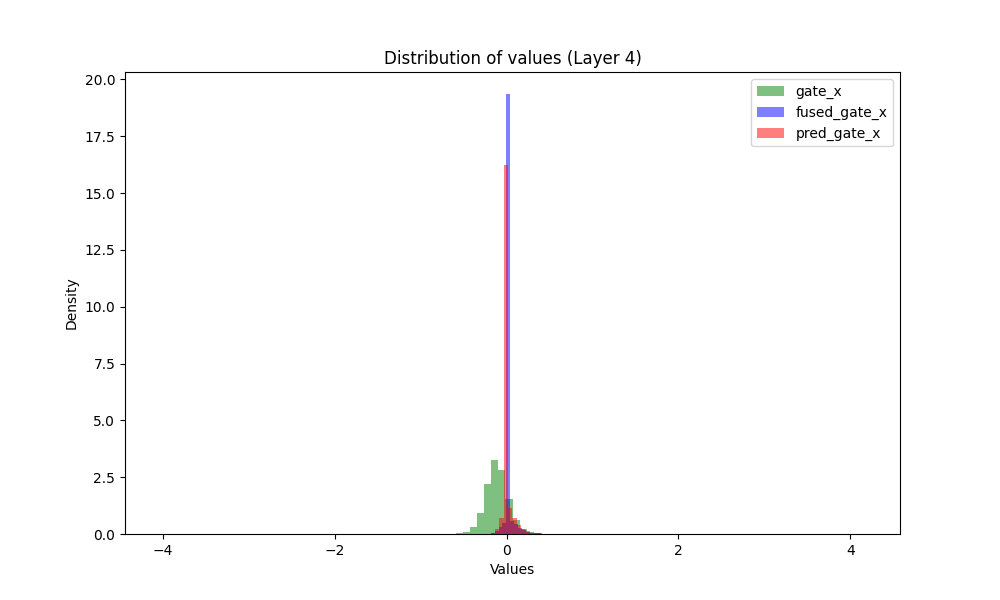 Distribution of values (Layer 4)
gate_x
fused_gate_x
pred_gate_x
Density
20.0
17.5
15.0
12.5
10.0
7.5
5.0
2.5
0.0
−4
−2
0
2
4
Values